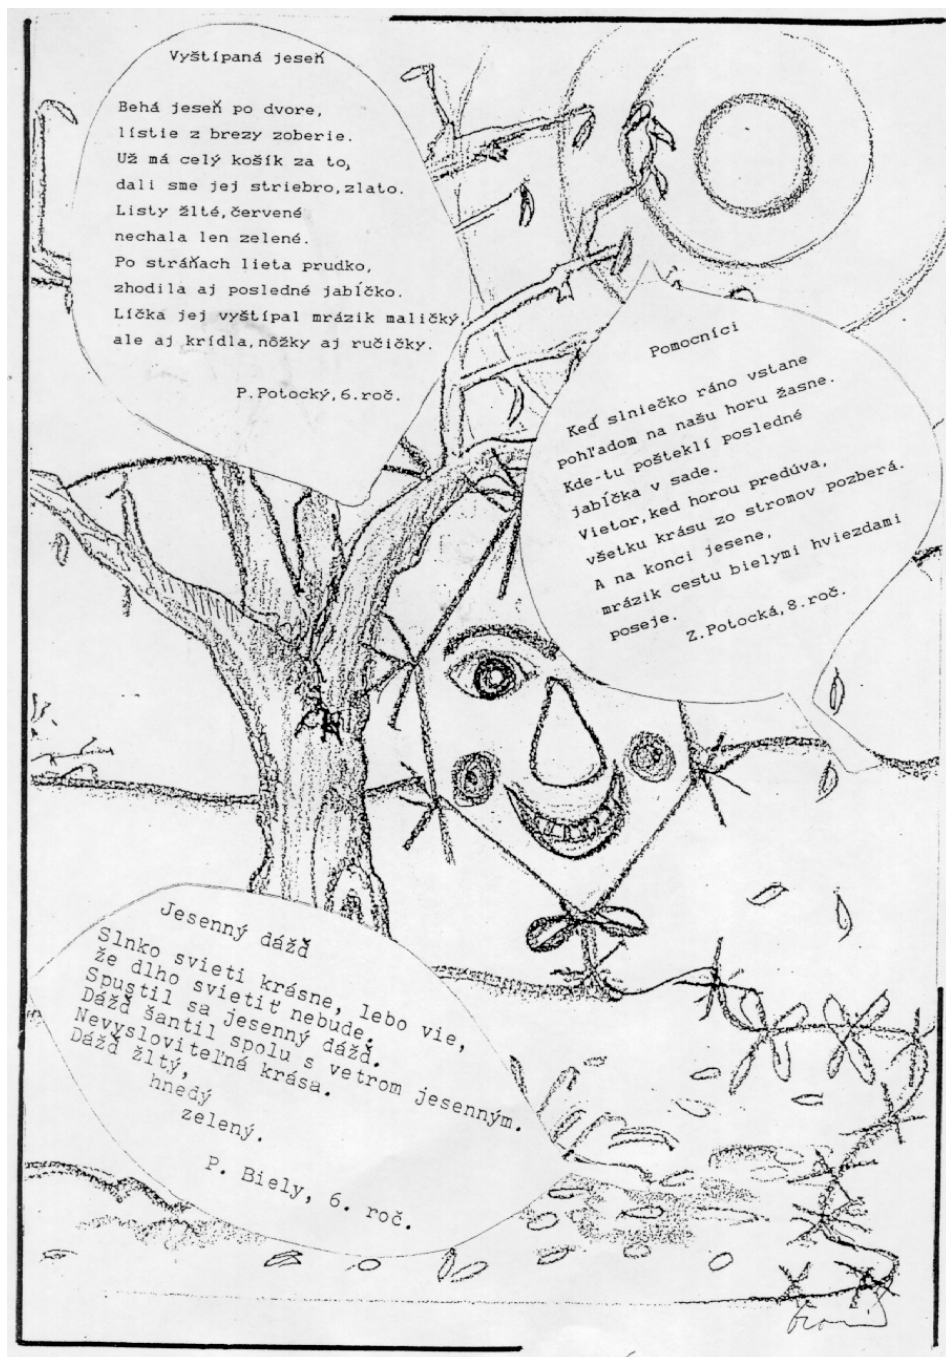 Vyštípaná jeseň
Behá jeseň po dvore,
lístie z brezy zoberie.
Už má celý košík za to,
dali sme jej striebro,zlato.
Listy žlté,červené
nechala len zelené.
Po stráňach lieta prudko,
zhodila aj posledné jabĺčko.
Líčka jej vyštípal mrázik maličký,
ale aj krídla,nôžky aj ručičky.
P.Potocký,6.roč.
Pomocníci
Keď slniečko ráno vstane
pohľadom na našu horu žasne.
Kde-tu pošteklí posledné
jabĺčka v sade.
Vietor,ked horou predúva,
všetku krásu zo stromov pozberá.
A na konci jesene,
mrázik cestu bielymi hviezdami
poseje.
Z.Potocká,8.roč.
Jesenný dážď
Slnko svieti krásne, lebo vie,
že dlho svietiť nebude.
Spustil sa jesenný dážď.
Dážď šantil spolu s vetrom jesenným.
Nevysloviteľná krása.
Dážď žltý,
hnedý
zelený.
P. Biely, 6. roč.